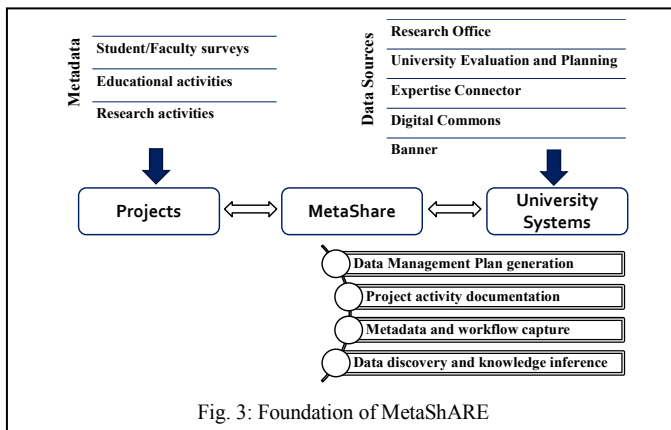 Metadata
Student/Faculty surveys
Educational activities
Research activities
Data Sources
Research Office
University Evaluation and Planning
Expertise Connector
Digital Commons
Banner
Projects
MetaShare
University
Systems
Data Management Plan generation
Project activity documentation
Metadata and workflow capture
Data discovery and knowledge inference
Fig. 3: Foundation of MetaShARE